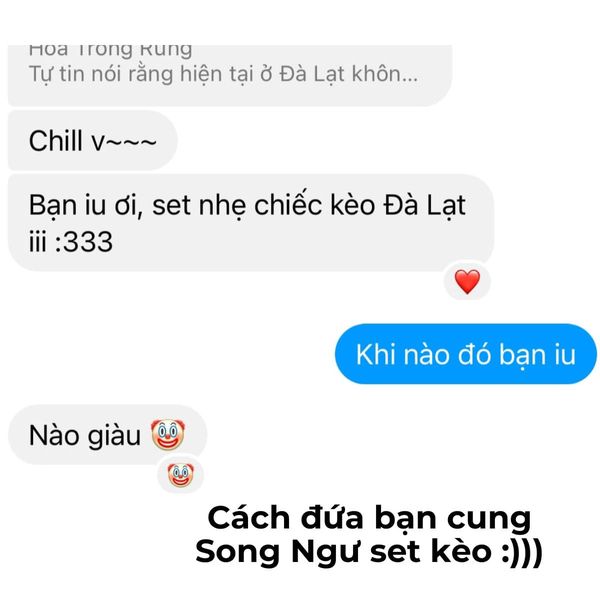 Hoa Trong Rừng
Tự tin nói rằng hiện tại ở Đà Lạt khôn...
Chill v~~~
Bạn iu ơi, set nhẹ chiếc kèo Đà Lạt
iii :333
Khi nào đó bạn iu
Nào giàu 🤡
Cách đứa bạn cung
Song Ngư set kèo :)))